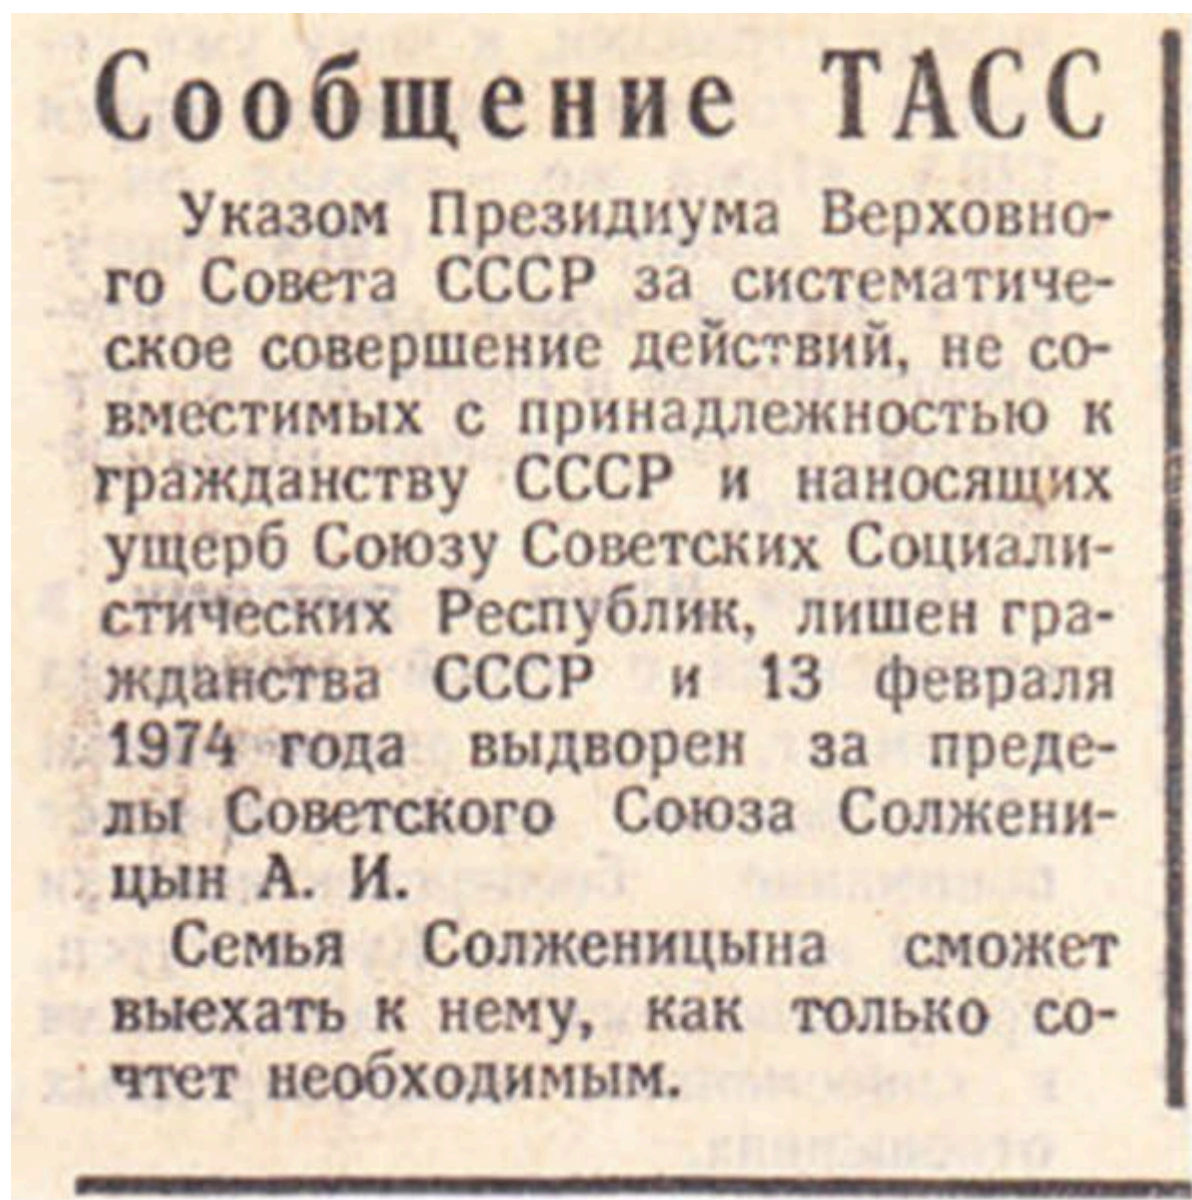 Сообщение ТАСС
Указом Президиума Верховно-
го Совета СССР за систематиче-
ское совершение действий, не со-
вместимых с принадлежностью к
гражданству СССР и наносящих
ущерб Союзу Советских Социали-
стических Республик, лишен гра-
жданства СССР и 13 февраля
1974 года выдворен за преде-
лы Советского Союза Солжени-
цын А. И.
Семья Солженицына сможет
выехать к нему, как только со-
чтет необходимым.